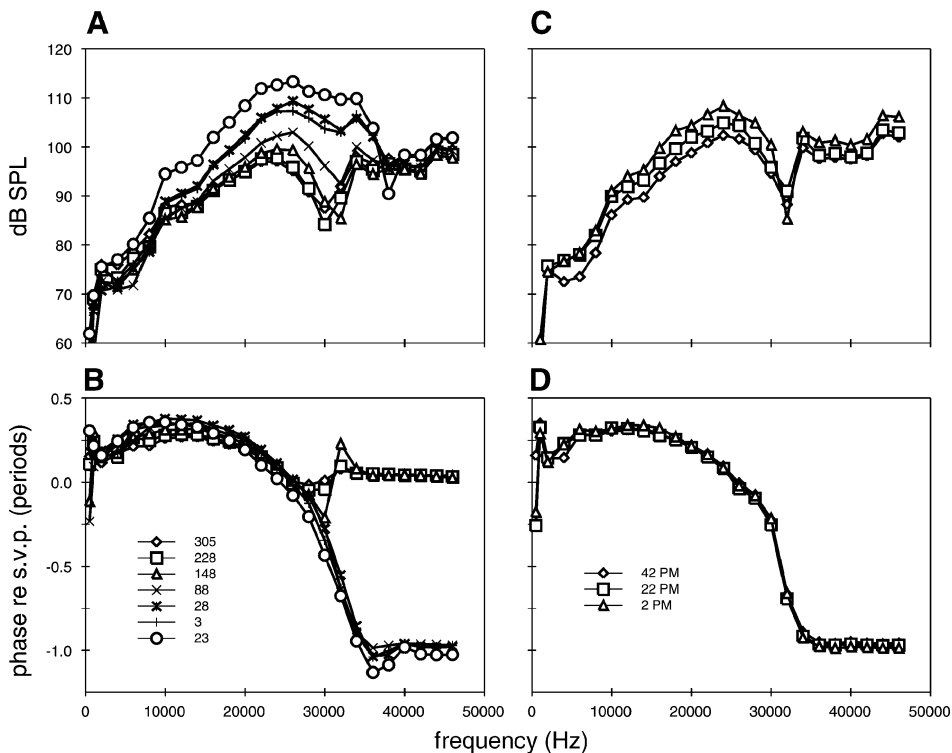 A
C
120
110
100
90
80
70
60
dB SPL
B
D
0.5
0.0
-0.5
-1.0
phase re s.v.p. (periods)
305
228
148
88
28
3
23
42 PM
22 PM
2 PM
0 10000 20000 30000 40000 50000
0 10000 20000 30000 40000 50000
frequency (Hz)